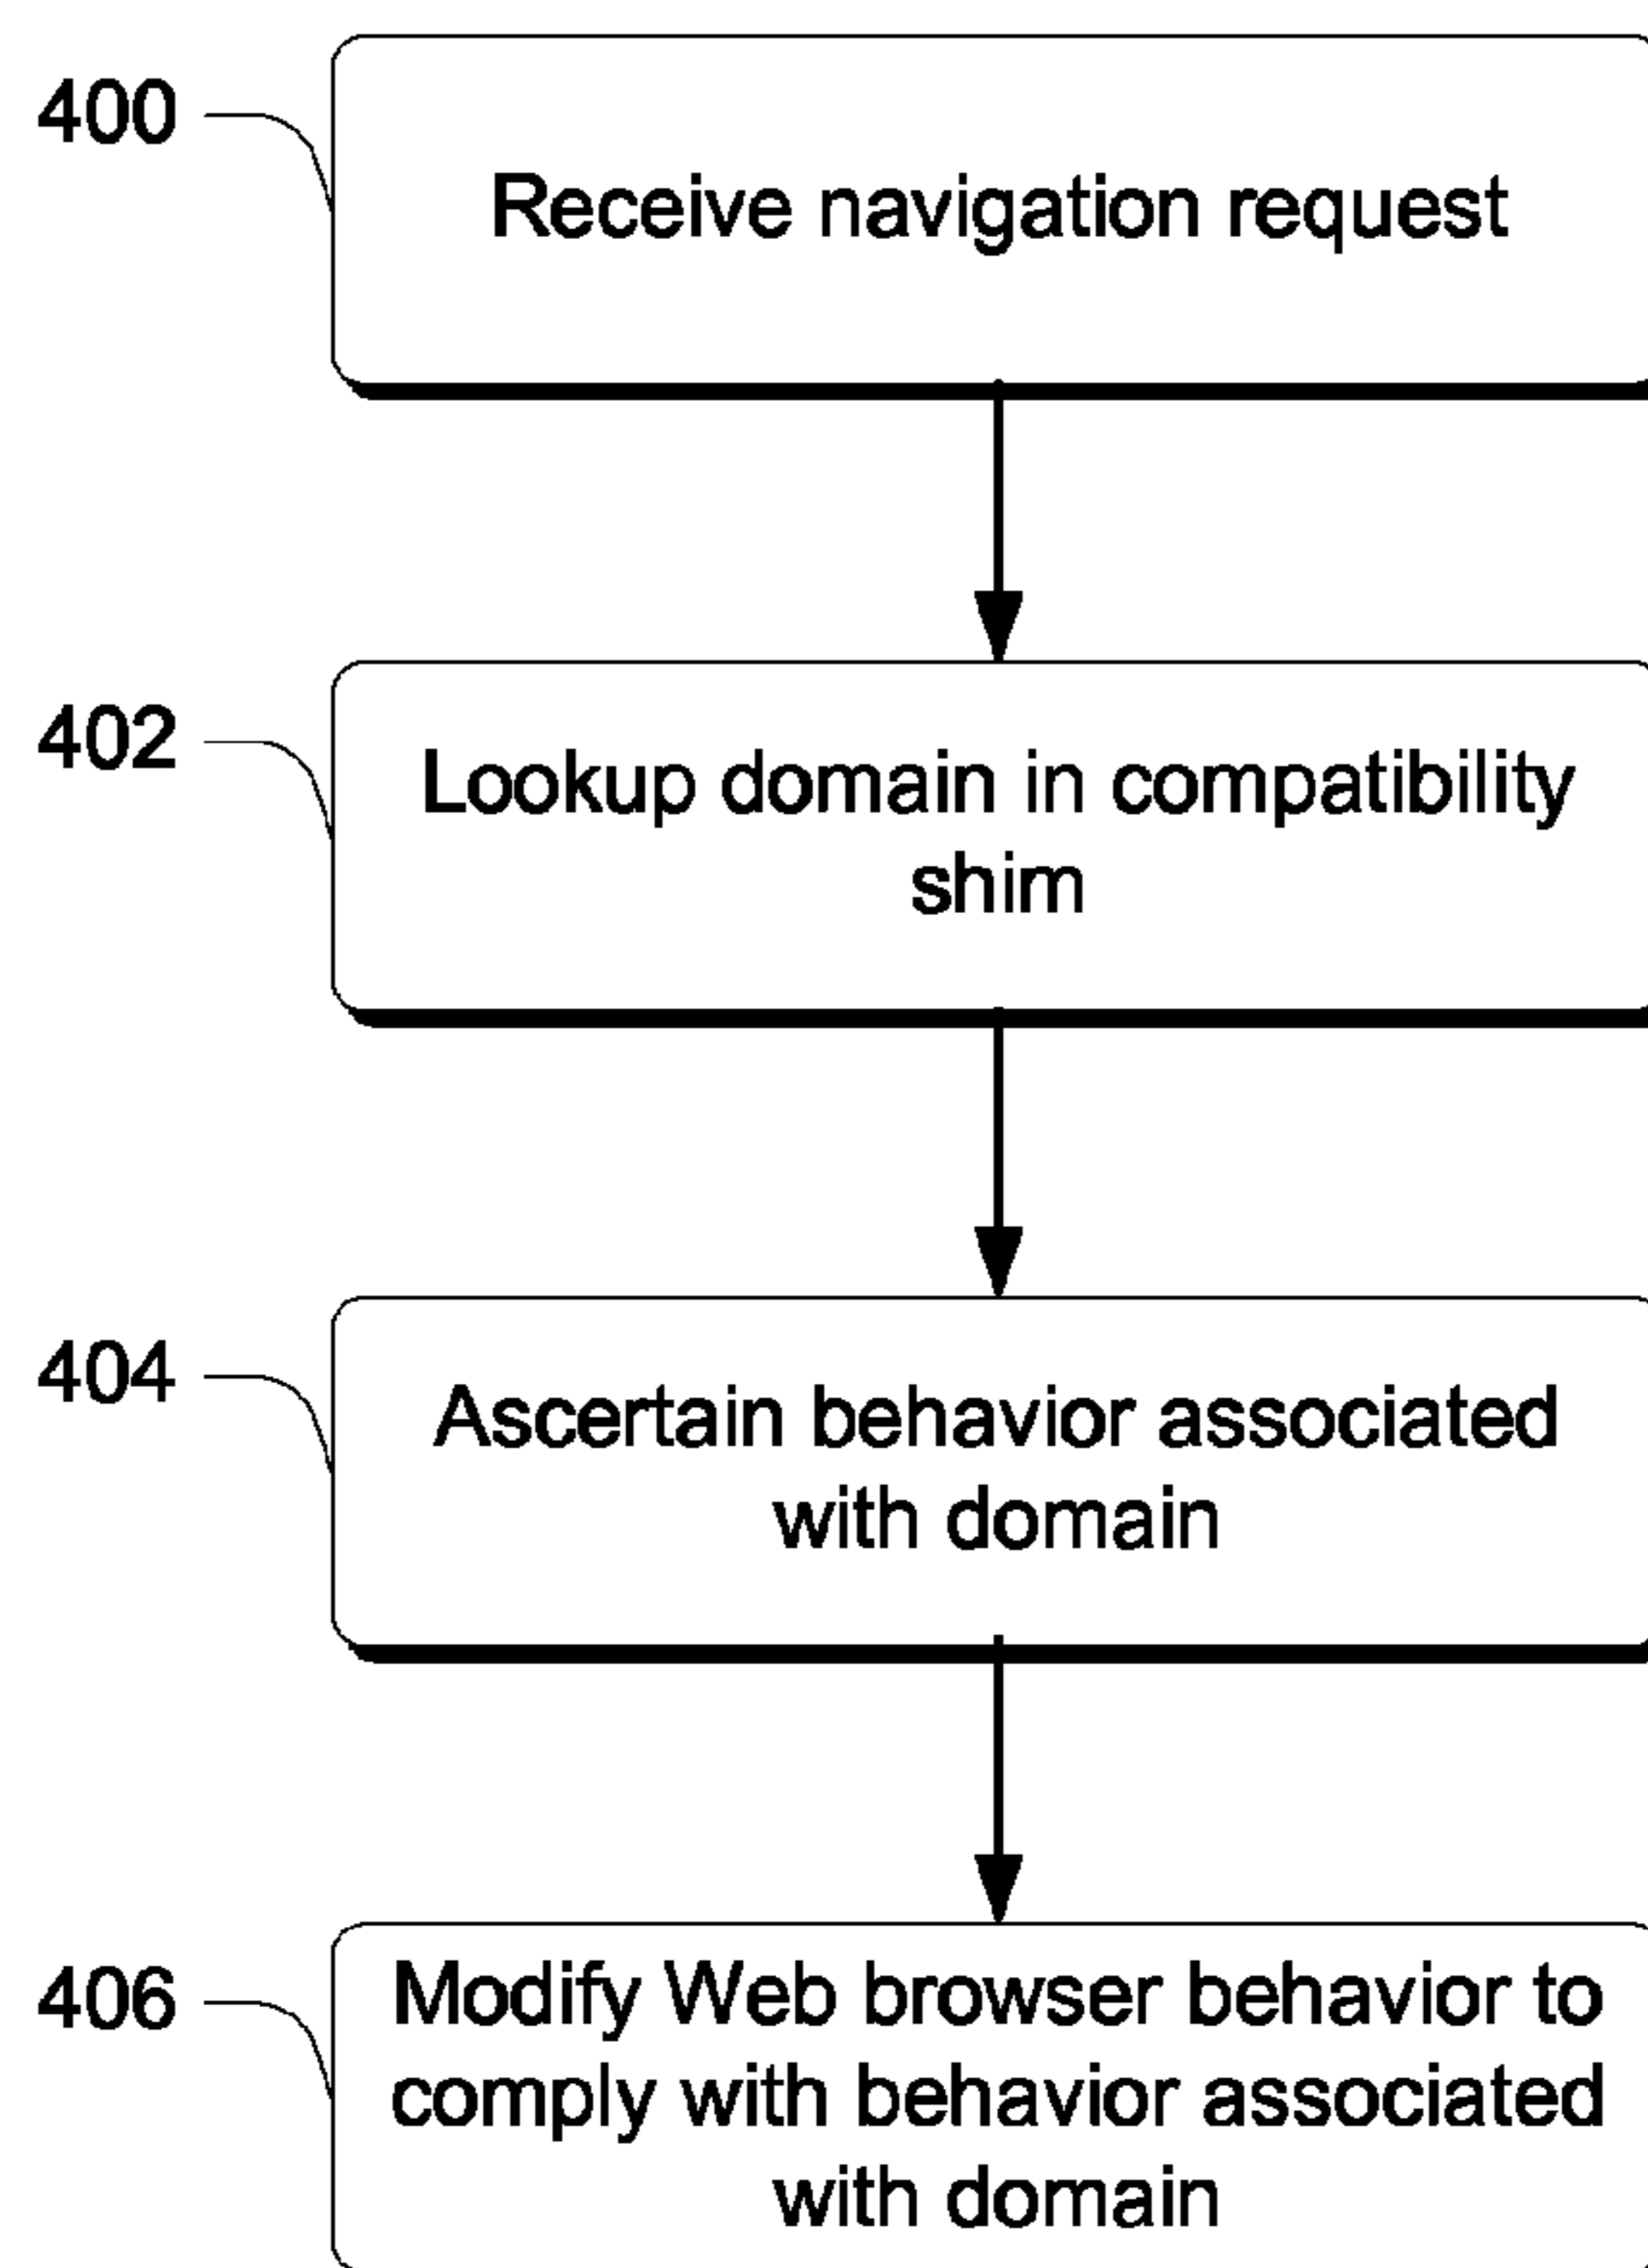 400
Receive navigation request
402
Lookup domain in compatibility
shim
404
Ascertain behavior associated
with domain
406
Modify Web browser behavior to
comply with behavior associated
with domain